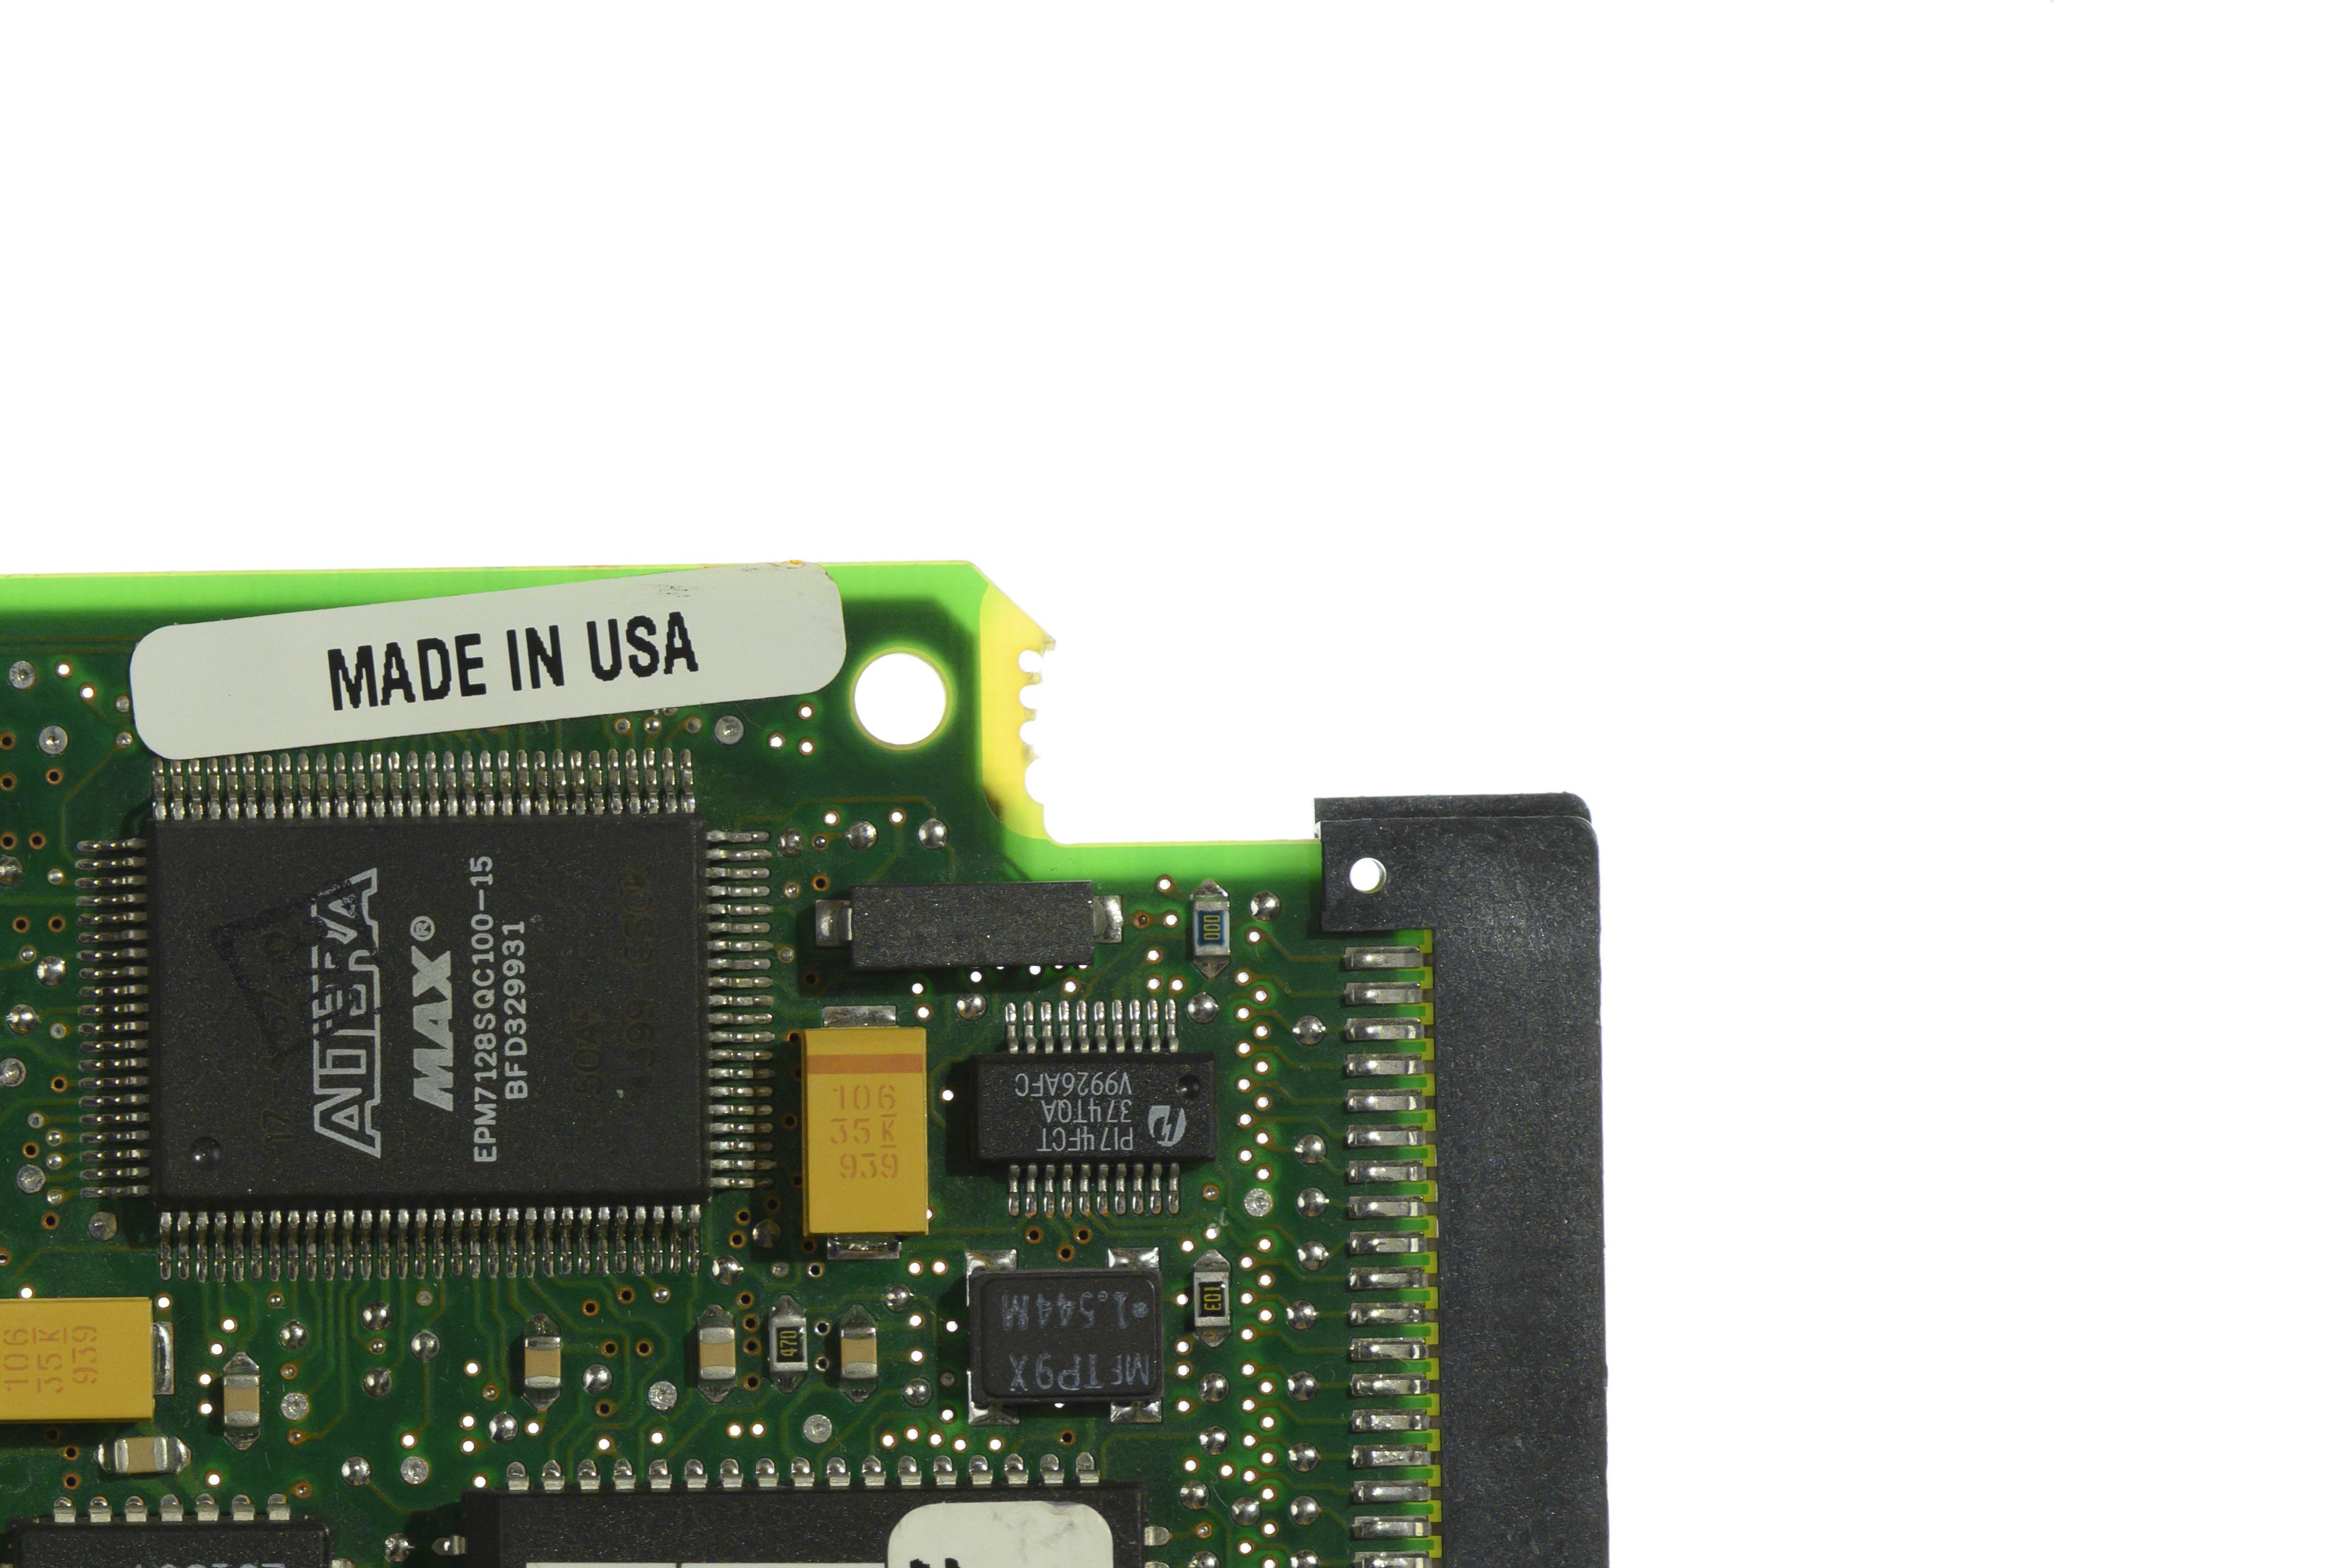 MADE IN USA
ALTERA
MAX®
EPM7128SQC100-15
BFD329931
000
106
35K
939
PI74FCT
374TQA
V9926AFC
MFTP9X
1.544M
103
470
106
35K
939